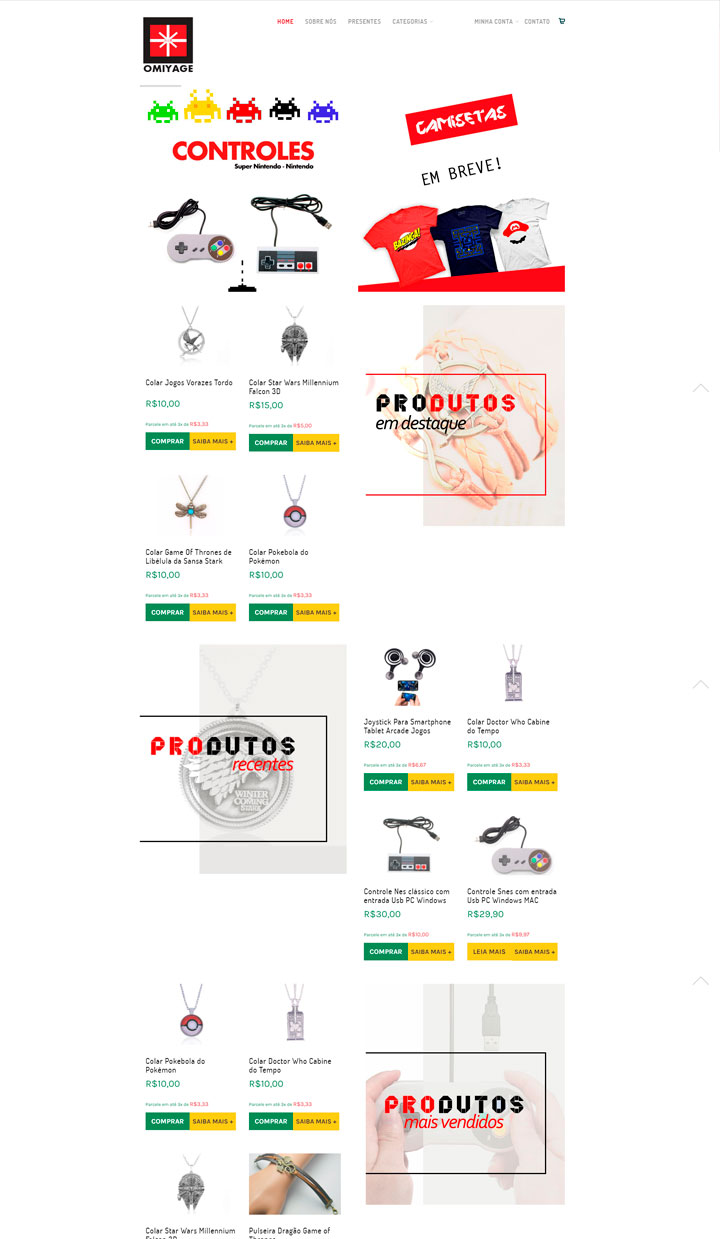 HOME SOBRE NÓS PRESENTES CATEGORIAS MINHA CONTA CONTATO
OMIYAGE
CONTROLES
Super Nintendo - Nintendo
CAMISETAS
EM BREVE!
BAZINGA!
Colar Jogos Vorazes Tordo
R$10,00
Parcele em até 3x de R$3,33
COMPRAR SAIBA MAIS +
Colar Star Wars Millennium
Falcon 3D
R$15,00
Parcele em até 3x de R$5,00
COMPRAR SAIBA MAIS +
PRODUTOS
em destaque
Colar Game Of Thrones de
Libélula da Sansa Stark
R$10,00
Parcele em até 3x de R$3,33
COMPRAR SAIBA MAIS +
Colar Pokebola do
Pokémon
R$10,00
Parcele em até 3x de R$3,33
COMPRAR SAIBA MAIS +
PRODUTOS
recentes
WINTER
COMING
STARK
Joystick Para Smartphone
Tablet Arcade Jogos
R$20,00
Parcele em até 3x de R$6,67
COMPRAR SAIBA MAIS +
Colar Doctor Who Cabine
do Tempo
R$10,00
Parcele em até 3x de R$3,33
COMPRAR SAIBA MAIS +
Controle Nes clássico com
entrada Usb PC Windows
R$30,00
Parcele em até 3x de R$10,00
COMPRAR SAIBA MAIS +
Controle Snes com entrada
Usb PC Windows MAC
R$29,90
Parcele em até 3x de R$9,97
LEIA MAIS SAIBA MAIS +
Colar Pokebola do
Pokémon
R$10,00
Parcele em até 3x de R$3,33
COMPRAR SAIBA MAIS +
Colar Doctor Who Cabine
do Tempo
R$10,00
Parcele em até 3x de R$3,33
COMPRAR SAIBA MAIS +
PRODUTOS
mais vendidos
Colar Star Wars Millennium
Falcon 3D
Pulseira Dragão Game of
Thrones